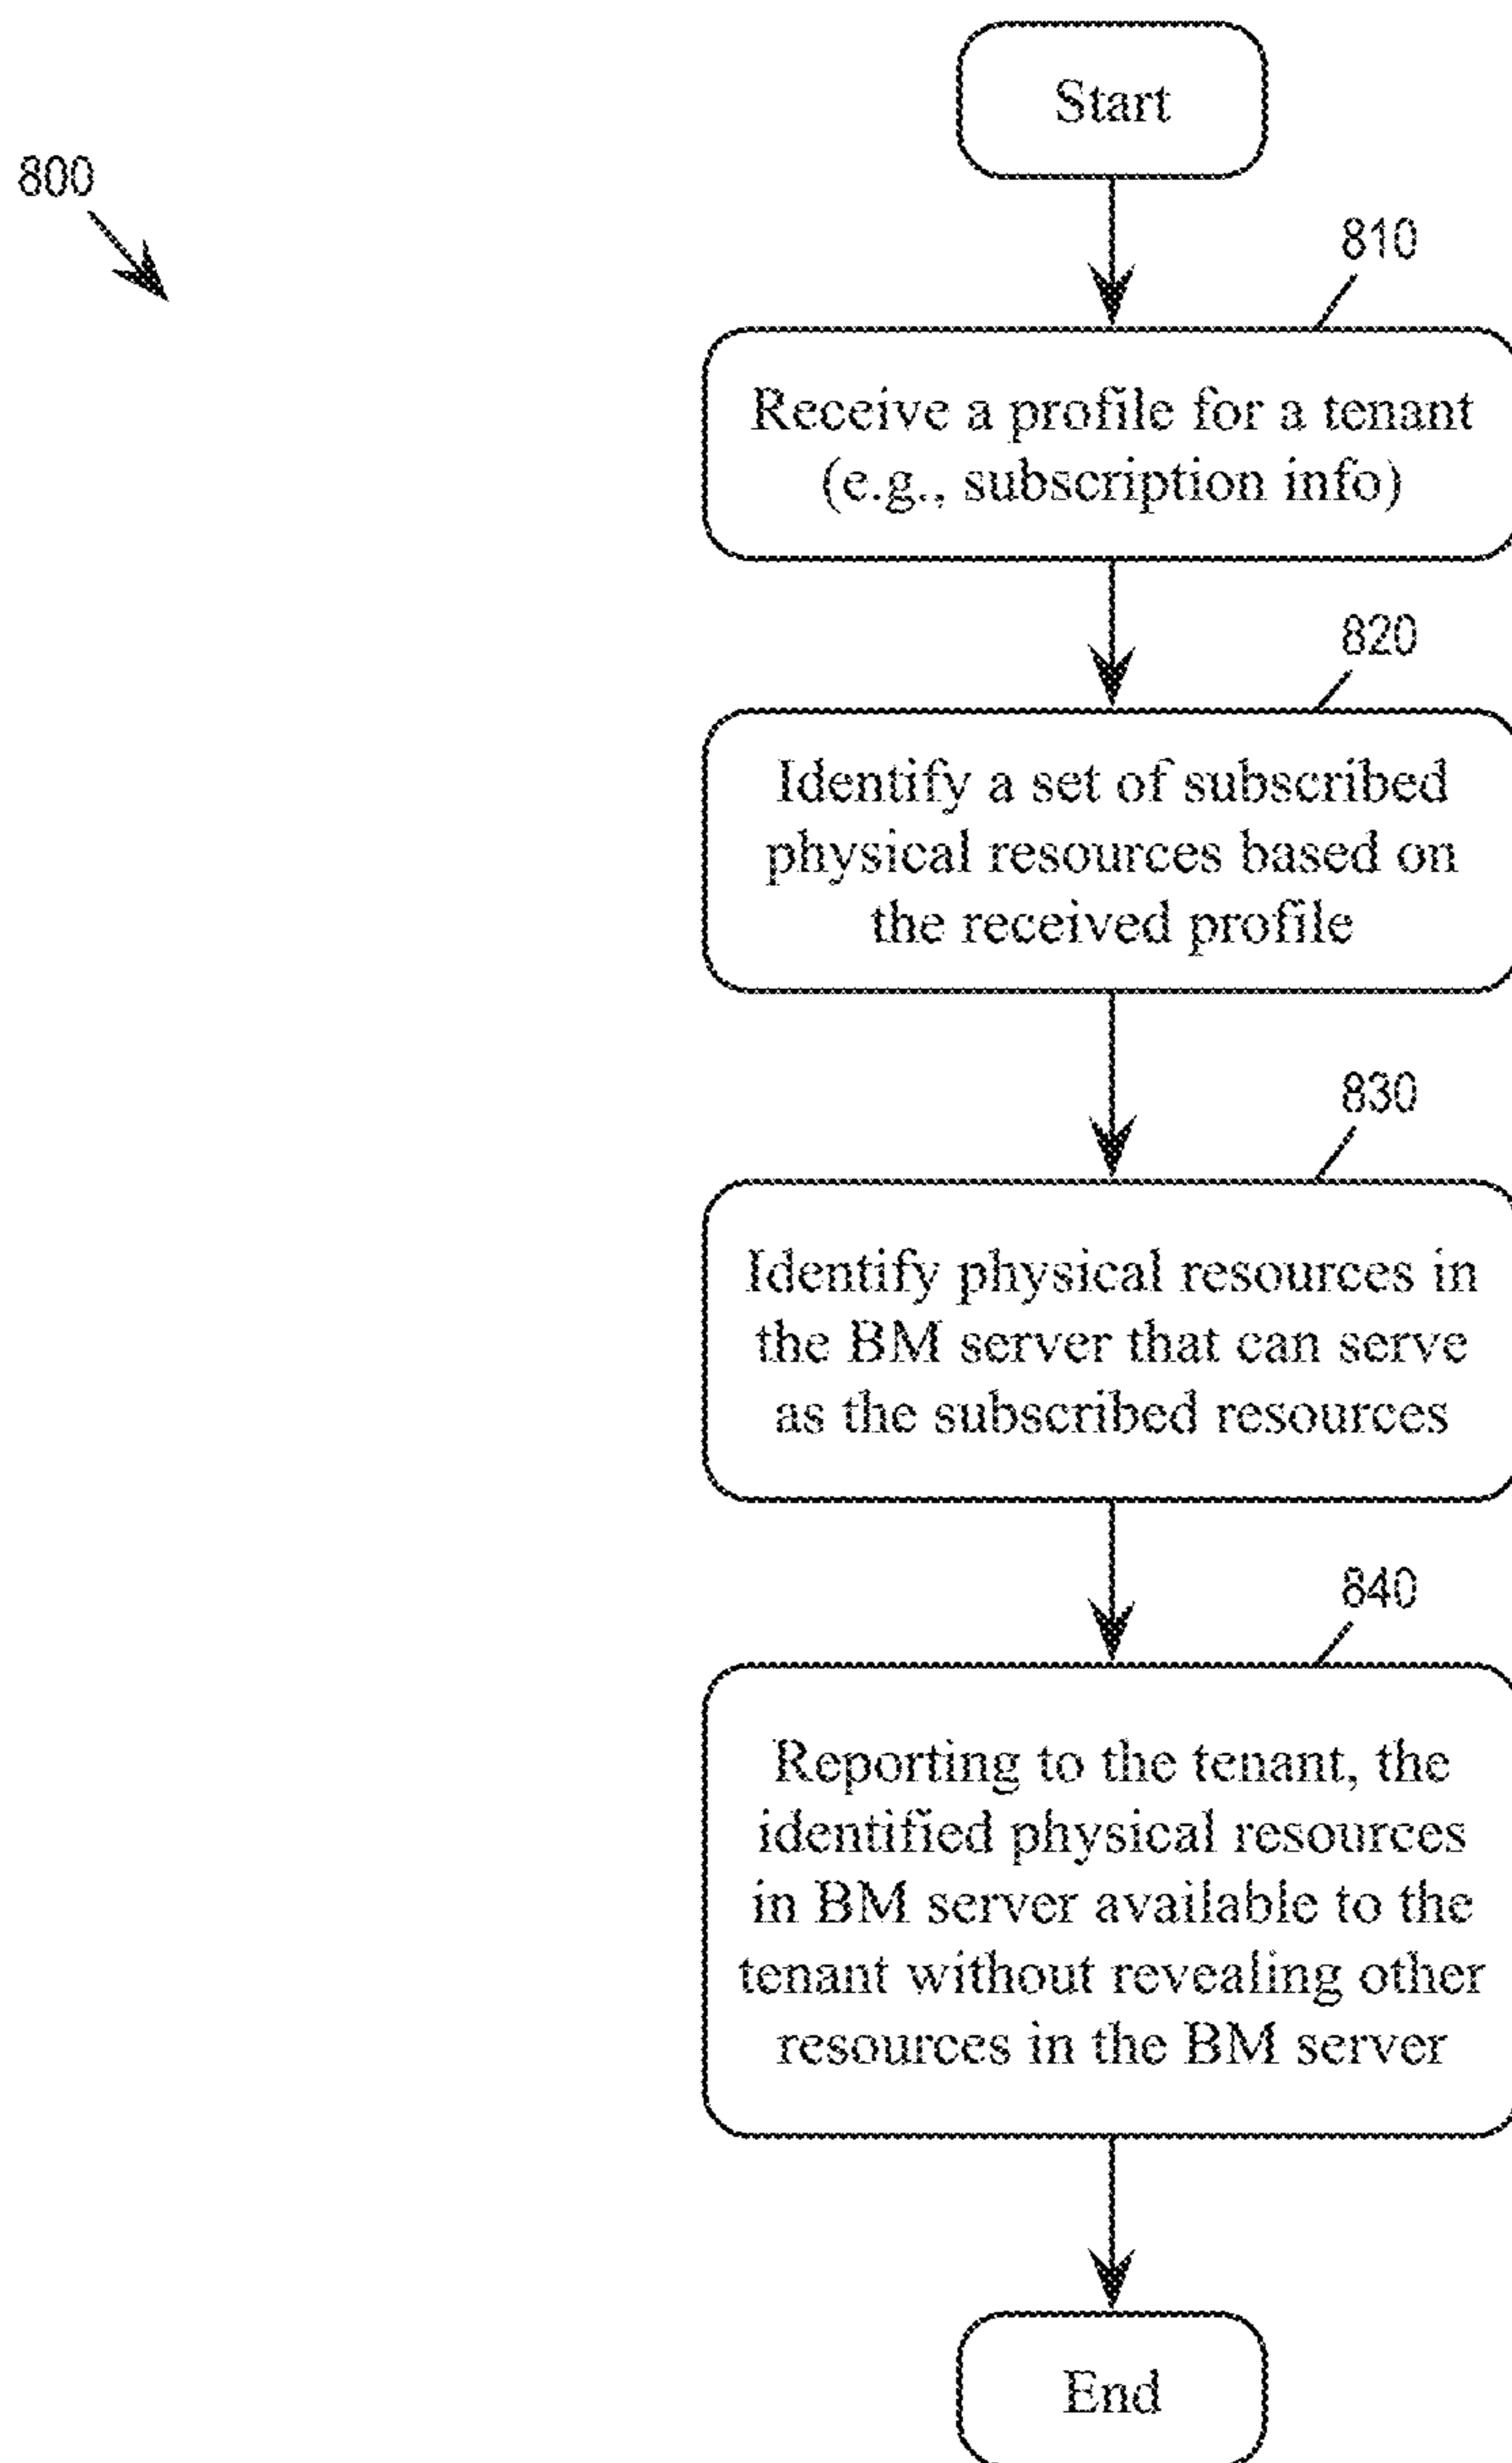 Start
800
810
Receive a profile for a tenant
(e.g., subscription info)
820
Identify a set of subscribed
physical resources based on
the received profile
830
Identify physical resources in
the BM server that can serve
as the subscribed resources
840
Reporting to the tenant, the
identified physical resources
in BM server available to the
tenant without revealing other
resources in the BM server
End